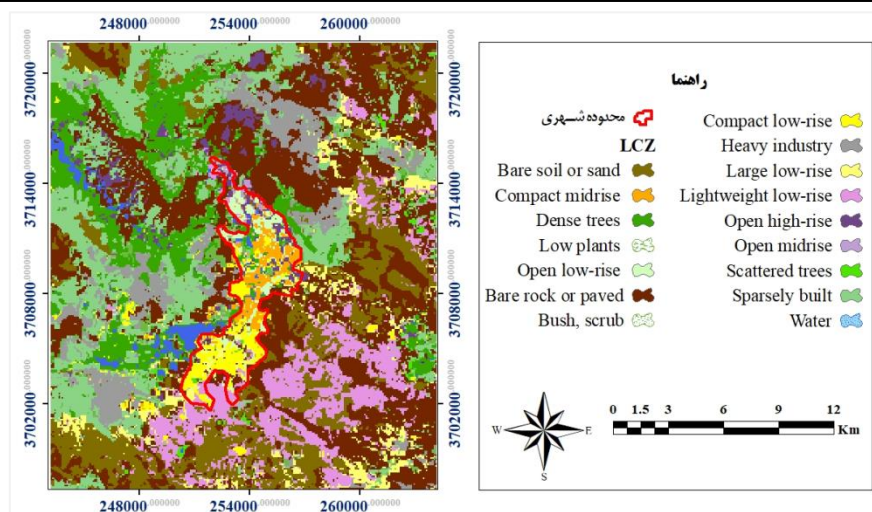 248000.000000 254000.000000 260000.000000
3720000.000000 3720000.000000
3714000.000000 3714000.000000
3708000.000000 3708000.000000
3702000.000000 3702000.000000
248000.000000 254000.000000 260000.000000
راهنما
محدوده شهری
LCZ
Bare soil or sand
Compact midrise
Dense trees
Low plants
Open low-rise
Bare rock or paved
Bush, scrub
Compact low-rise
Heavy industry
Large low-rise
Lightweight low-rise
Open high-rise
Open midrise
Scattered trees
Sparsely built
Water
N
W E
S
0 1.5 3 6 9 12
Km